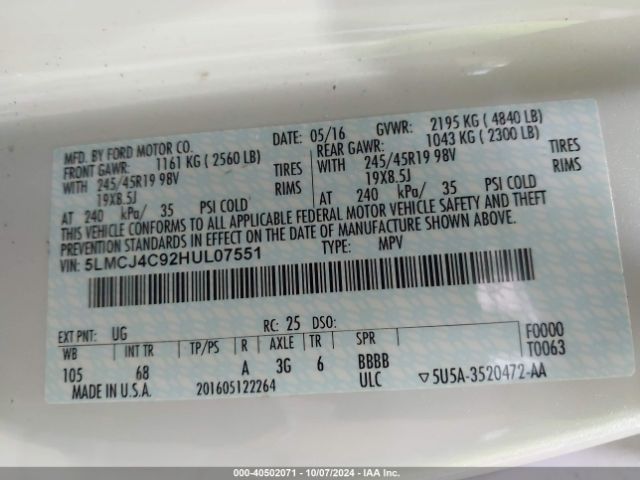 MFD. BY FORD MOTOR CO. DATE: 05/16 GVWR: 2195 KG ( 4840 LB)
FRONT GAWR: 1161 KG ( 2560 LB) REAR GAWR: 1043 KG ( 2300 LB)
WITH 245/45R19 98V TIRES WITH 245/45R19 98V TIRES
19X8.5J RIMS 19X8.5J RIMS
AT 240 kPa/ 35 PSI COLD AT 240 kPa/ 35 PSI COLD
THIS VEHICLE CONFORMS TO ALL APPLICABLE FEDERAL MOTOR VEHICLE SAFETY AND THEFT
PREVENTION STANDARDS IN EFFECT ON THE DATE OF MANUFACTURE SHOWN ABOVE.
VIN: 5LMCJ4C92HUL07551 TYPE: MPV
EXT PNT: UG RC: 25 DSO: F0000
WB INT TR TP/PS R AXLE TR SPR T0063
105 68 A 3G 6 BBBB
MADE IN U.S.A. 201605122264 ULC ▽5U5A-3520472-AA
000-40502071 - 10/07/2024 - IAA Inc.